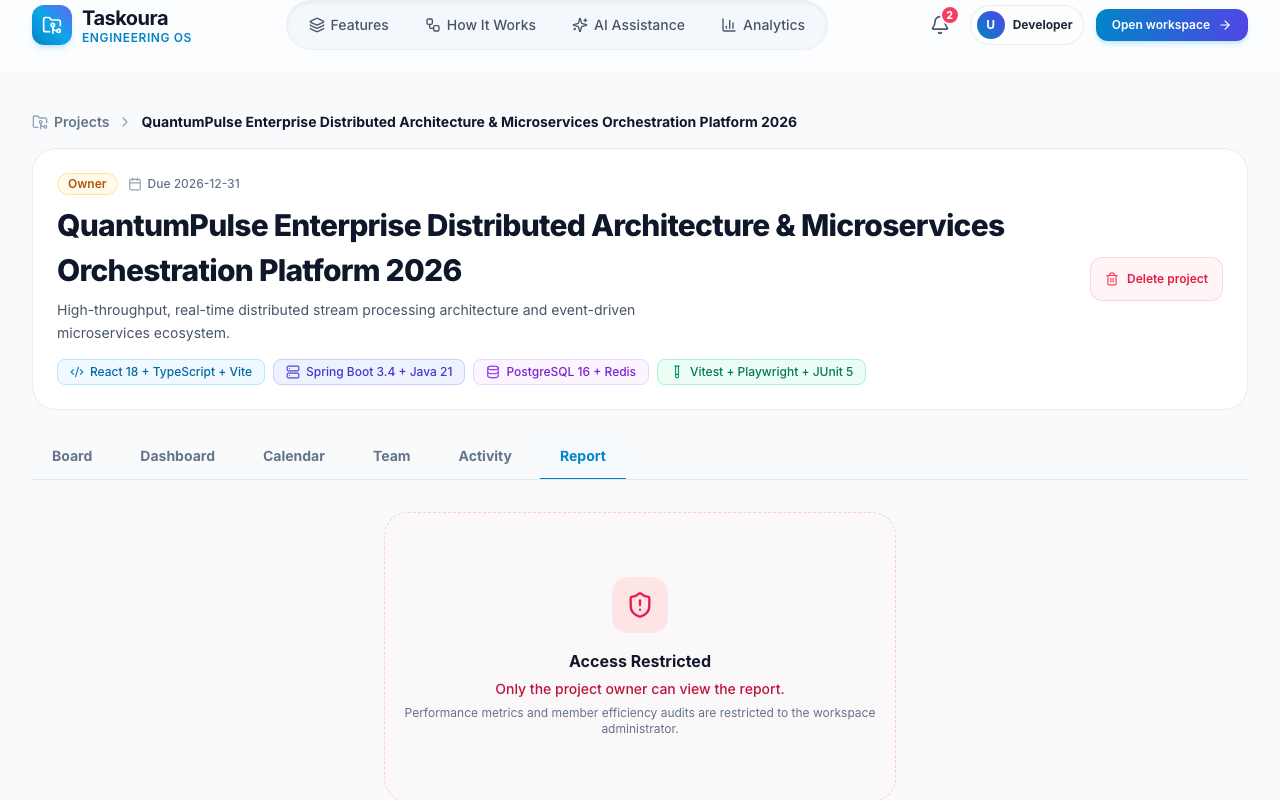 Taskoura
ENGINEERING OS
Features
How It Works
AI Assistance
Analytics
2
U
Developer
Open workspace
Projects
QuantumPulse Enterprise Distributed Architecture & Microservices Orchestration Platform 2026
Owner
Due 2026-12-31
QuantumPulse Enterprise Distributed Architecture & Microservices
Orchestration Platform 2026
High-throughput, real-time distributed stream processing architecture and event-driven
microservices ecosystem.
Delete project
React 18 + TypeScript + Vite
Spring Boot 3.4 + Java 21
PostgreSQL 16 + Redis
Vitest + Playwright + JUnit 5
Board
Dashboard
Calendar
Team
Activity
Report
Access Restricted
Only the project owner can view the report.
Performance metrics and member efficiency audits are restricted to the workspace
administrator.